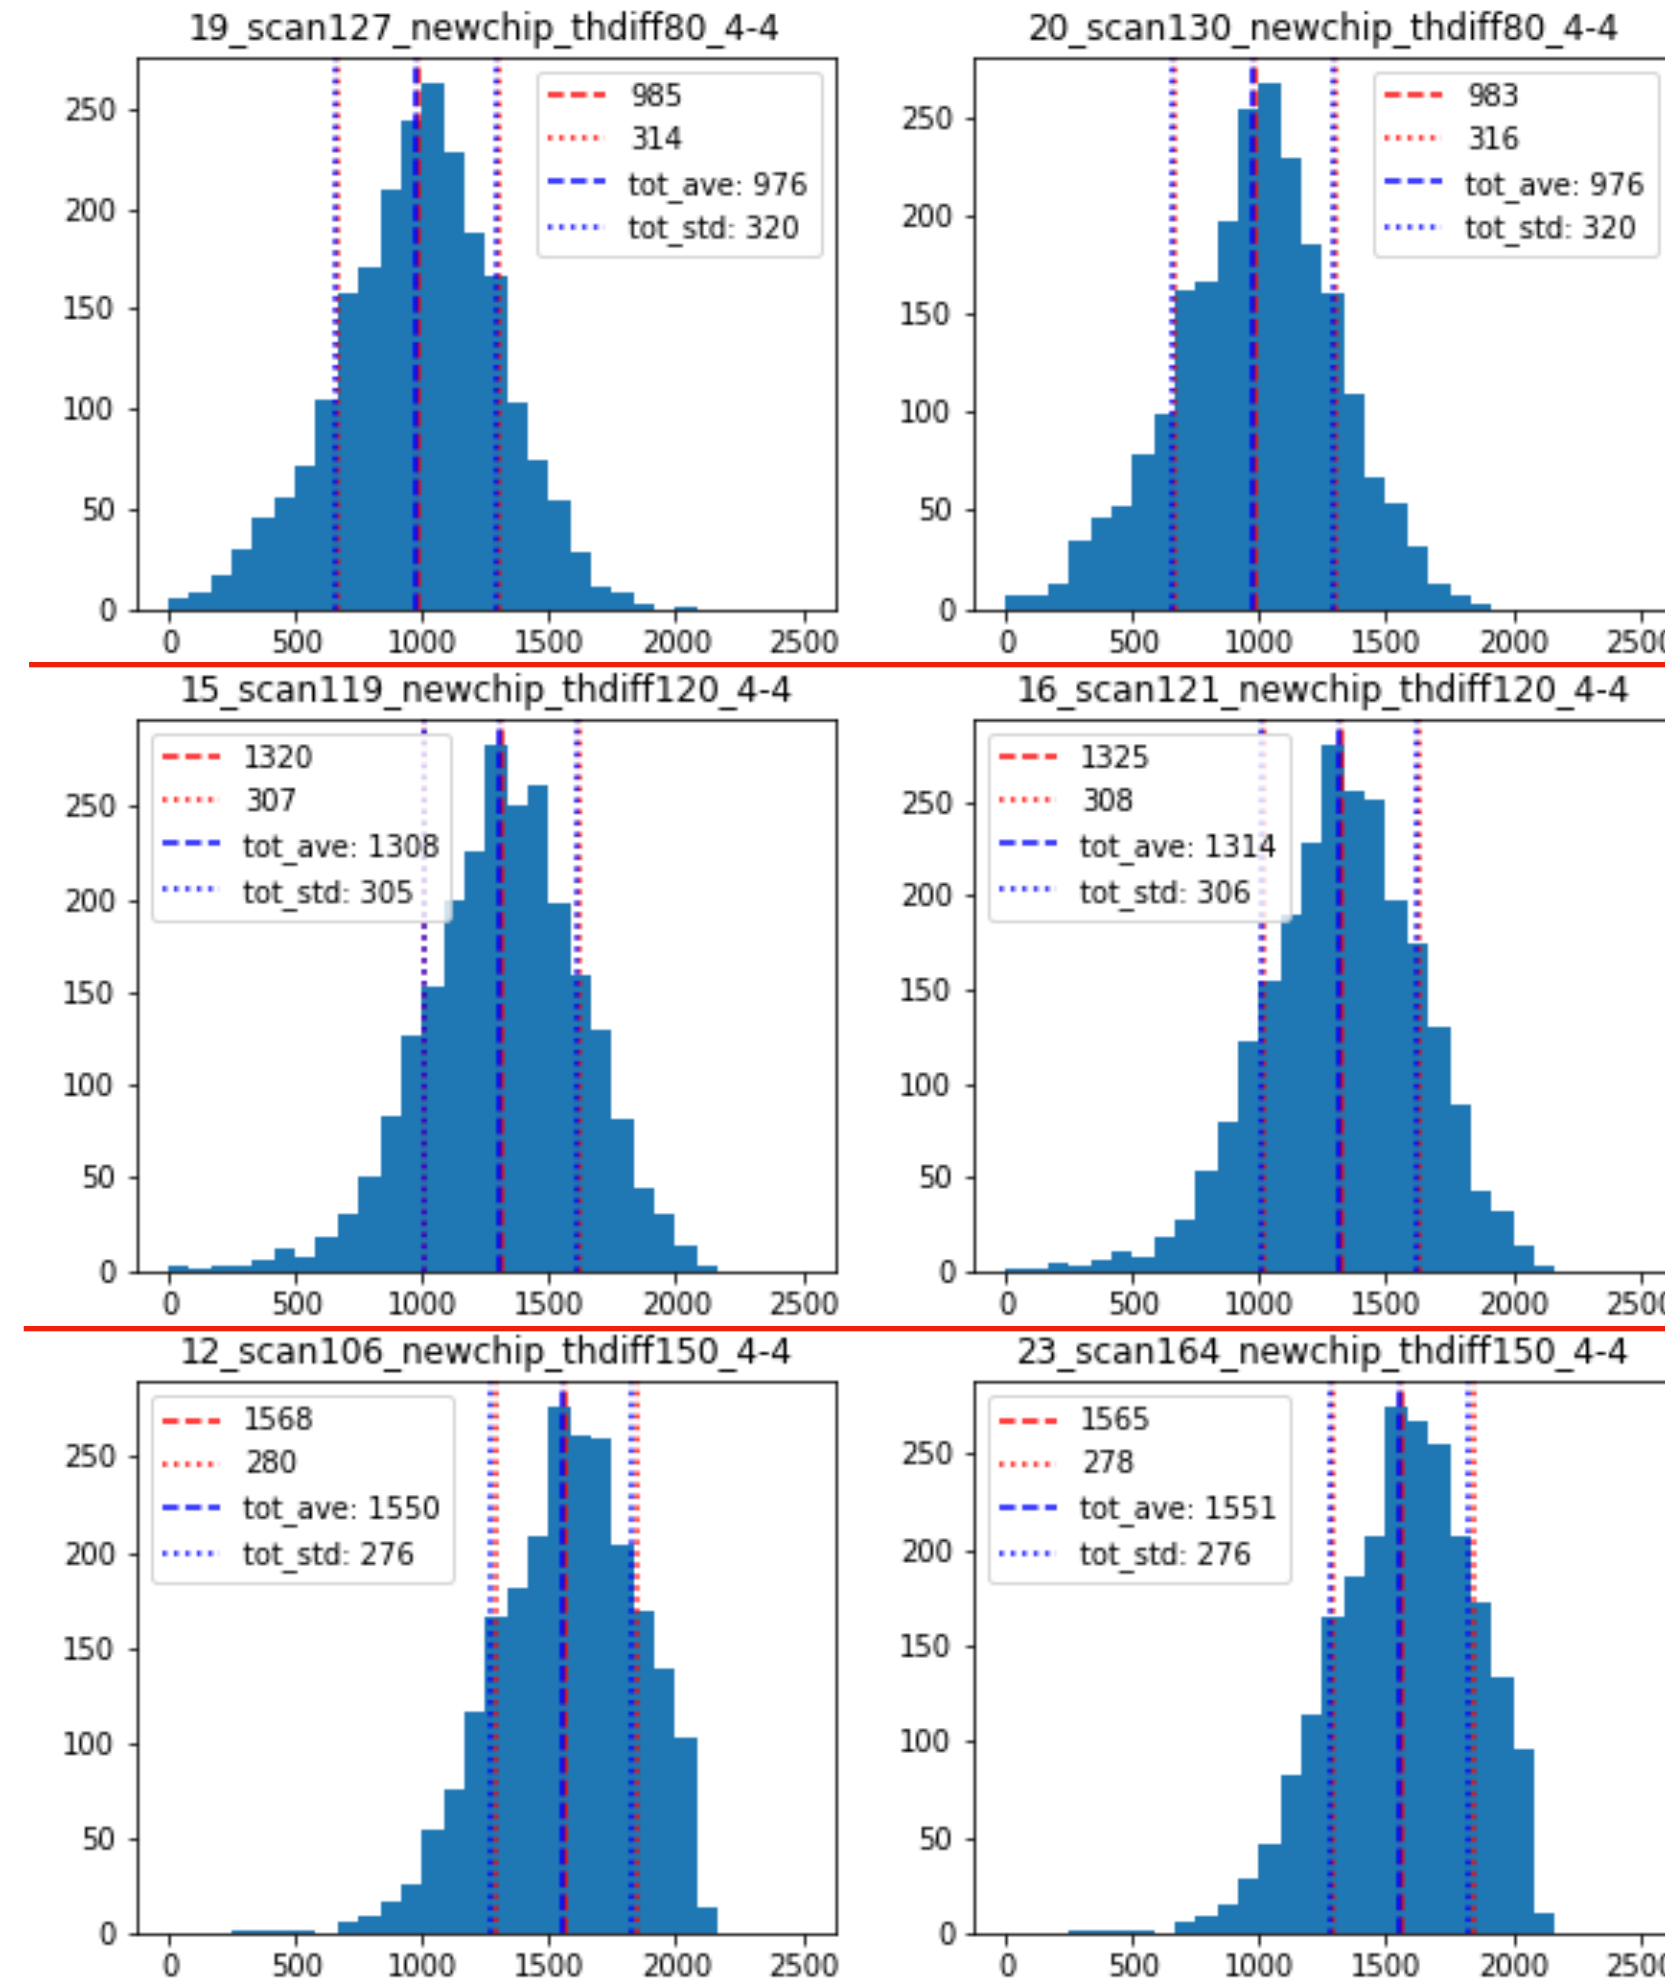 19_scan127_newchip_thdiff80_4-4
985
314
tot_ave: 976
tot_std: 320
250
200
150
100
50
0
0 500 1000 1500 2000 2500
20_scan130_newchip_thdiff80_4-4
983
316
tot_ave: 976
tot_std: 320
250
200
150
100
50
0
0 500 1000 1500 2000 2500
15_scan119_newchip_thdiff120_4-4
1320
307
tot_ave: 1308
tot_std: 305
250
200
150
100
50
0
0 500 1000 1500 2000 2500
16_scan121_newchip_thdiff120_4-4
1325
308
tot_ave: 1314
tot_std: 306
250
200
150
100
50
0
0 500 1000 1500 2000 2500
12_scan106_newchip_thdiff150_4-4
1568
280
tot_ave: 1550
tot_std: 276
250
200
150
100
50
0
0 500 1000 1500 2000 2500
23_scan164_newchip_thdiff150_4-4
1565
278
tot_ave: 1551
tot_std: 276
250
200
150
100
50
0
0 500 1000 1500 2000 2500